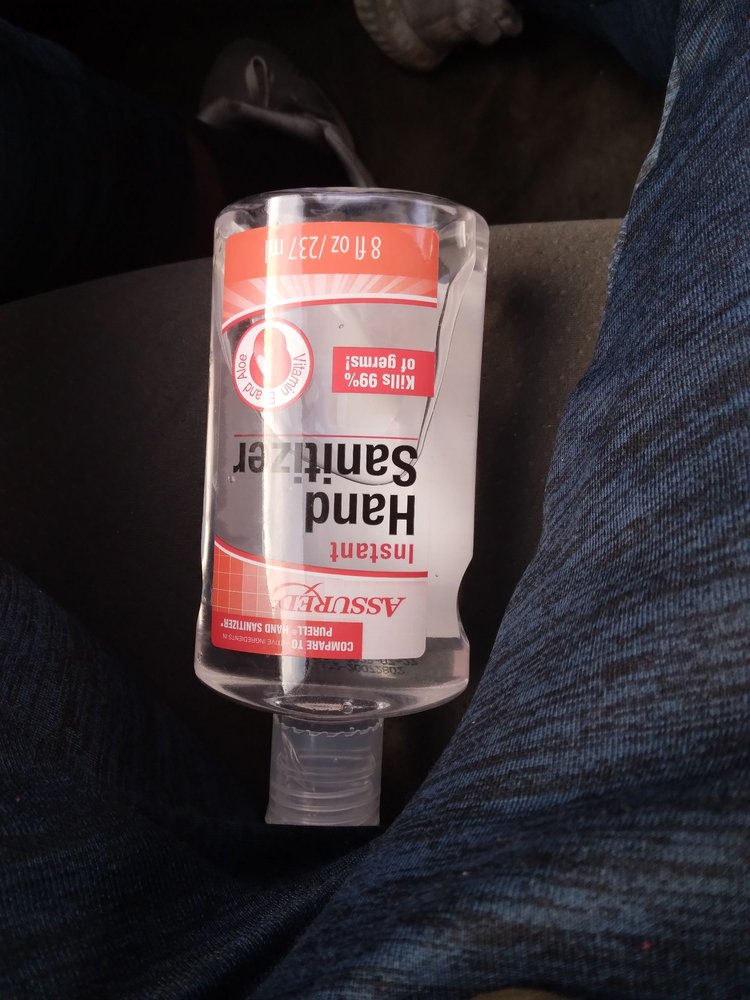 COMPARE TO ACTIVE INGREDIENTS IN
PURELL® HAND SANITIZER*
ASSURED
Instant
Hand
Sanitizer
Kills 99%
of germs!
Vitamin E and Aloe
8 fl oz / 237 ml